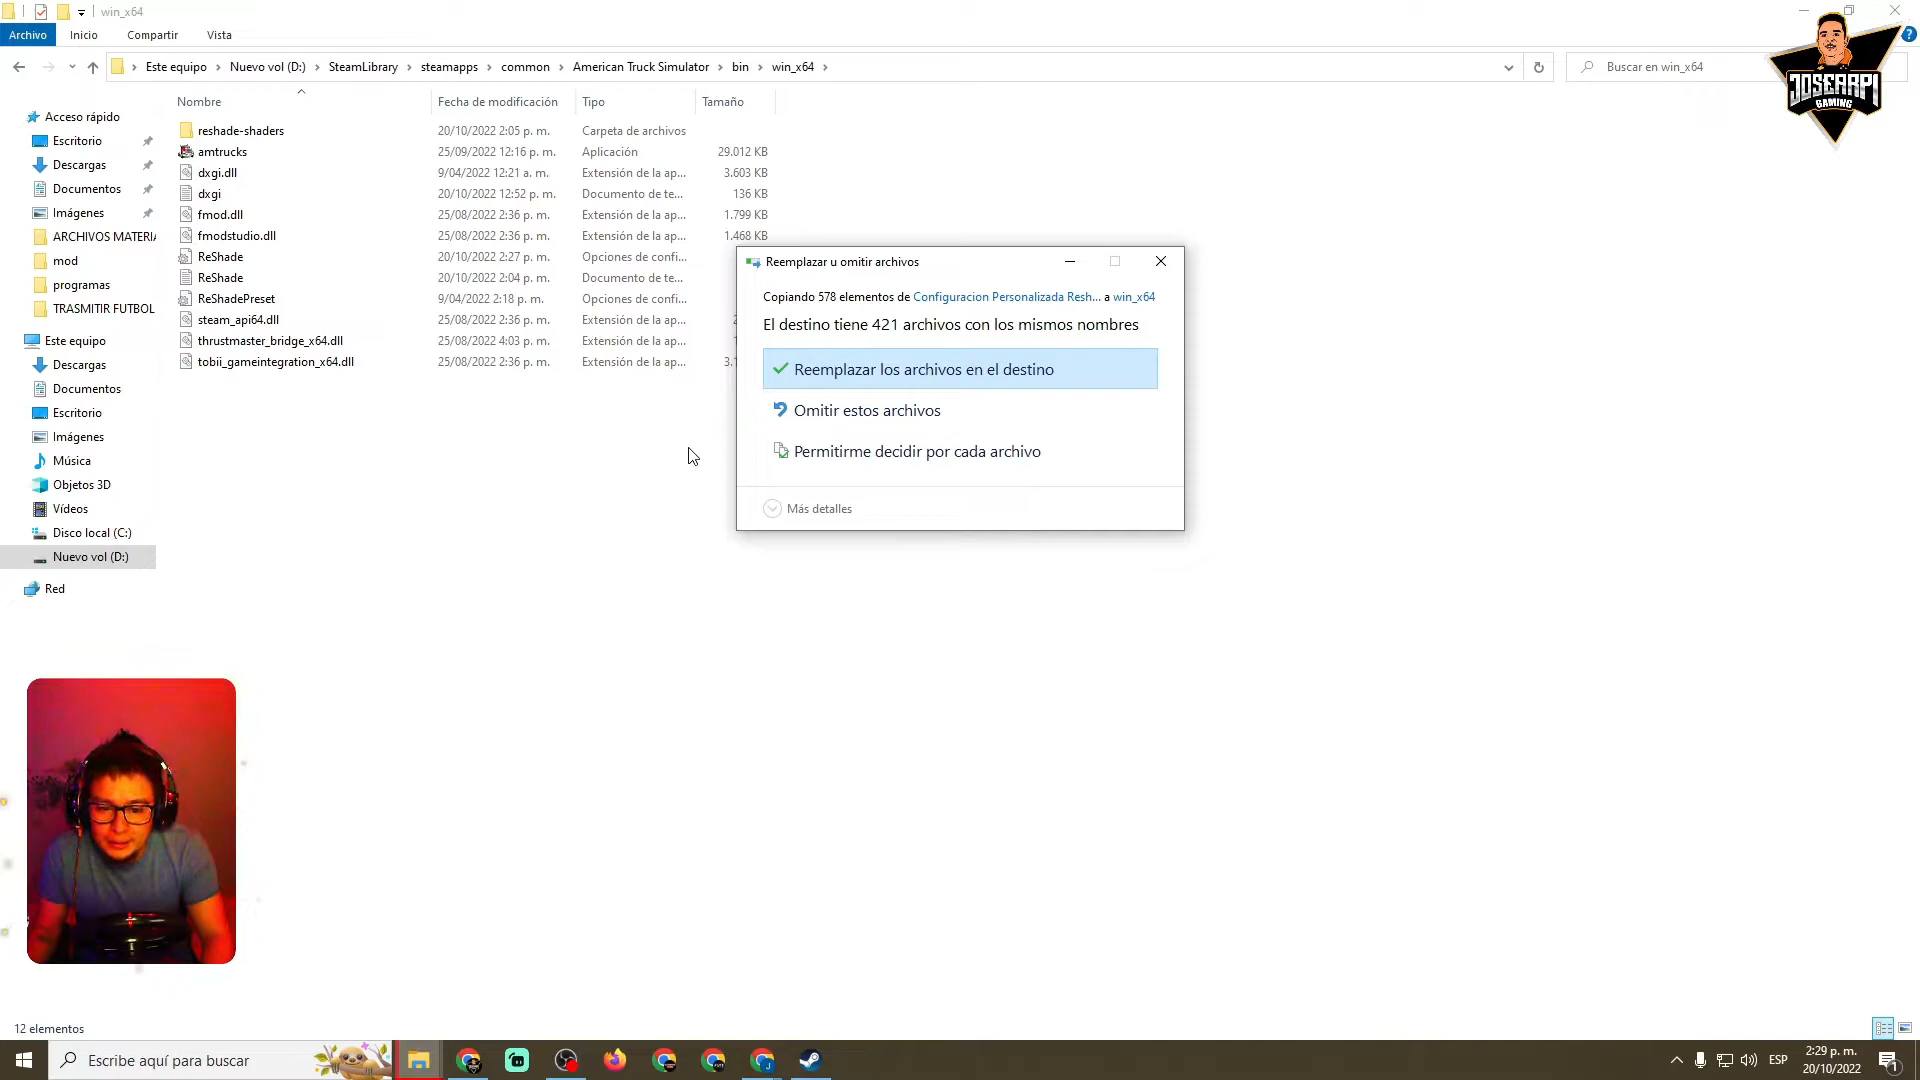 win_x64
Archivo
Inicio
Compartir
Vista
Este equipo
Nuevo vol (D:)
SteamLibrary
steamapps
common
American Truck Simulator
bin
win_x64
Buscar en win_x64
JOSEARPI
GAMING
Nombre
Fecha de modificación
Tipo
Tamaño
reshade-shaders 20/10/2022 2:05 p. m. Carpeta de archivos
amtrucks 25/09/2022 12:16 p. m. Aplicación 29.012 KB
dxgi.dll 9/04/2022 12:21 a. m. Extensión de la ap... 3.603 KB
dxgi 20/10/2022 12:52 p. m. Documento de te... 136 KB
fmod.dll 25/08/2022 2:36 p. m. Extensión de la ap... 1.799 KB
fmodstudio.dll 25/08/2022 2:36 p. m. Extensión de la ap... 1.468 KB
ReShade 20/10/2022 2:27 p. m. Opciones de confi...
ReShade 20/10/2022 2:04 p. m. Documento de te...
ReShadePreset 9/04/2022 2:18 p. m. Opciones de confi...
steam_api64.dll 25/08/2022 2:36 p. m. Extensión de la ap...
thrustmaster_bridge_x64.dll 25/08/2022 4:03 p. m. Extensión de la ap...
tobii_gameintegration_x64.dll 25/08/2022 2:36 p. m. Extensión de la ap...
Acceso rápido
Escritorio
Descargas
Documentos
Imágenes
ARCHIVOS MATERIA
mod
programas
TRASMITIR FUTBOL
Este equipo
Descargas
Documentos
Escritorio
Imágenes
Música
Objetos 3D
Vídeos
Disco local (C:)
Nuevo vol (D:)
Red
Reemplazar u omitir archivos
Copiando 578 elementos de Configuracion Personalizada Resh... a win_x64
El destino tiene 421 archivos con los mismos nombres
Reemplazar los archivos en el destino
Omitir estos archivos
Permitirme decidir por cada archivo
Más detalles
12 elementos
Escribe aquí para buscar
ESP
2:29 p. m.
20/10/2022
1